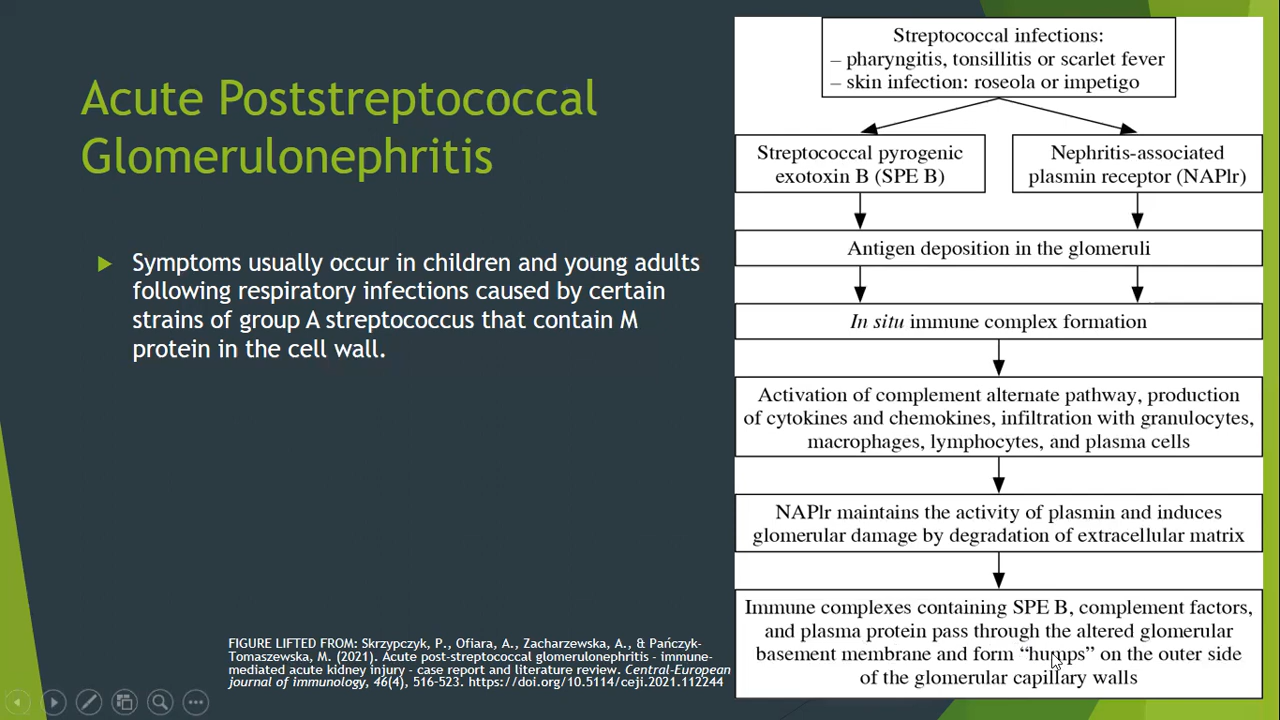 Acute Poststreptococcal
Glomerulonephritis
Symptoms usually occur in children and young adults
following respiratory infections caused by certain
strains of group A streptococcus that contain M
protein in the cell wall.
FIGURE LIFTED FROM: Skrzypczyk, P., Ofiara, A., Zacharzewska, A., & Pańczyk-
Tomaszewska, M. (2021). Acute post-streptococcal glomerulonephritis - immune-
mediated acute kidney injury - case report and literature review. Central-European
journal of immunology, 46(4), 516-523. https://doi.org/10.5114/ceji.2021.112244
Streptococcal infections:
– pharyngitis, tonsillitis or scarlet fever
– skin infection: roseola or impetigo
Streptococcal pyrogenic
exotoxin B (SPE B)
Nephritis-associated
plasmin receptor (NAPlr)
Antigen deposition in the glomeruli
In situ immune complex formation
Activation of complement alternate pathway, production
of cytokines and chemokines, infiltration with granulocytes,
macrophages, lymphocytes, and plasma cells
NAPlr maintains the activity of plasmin and induces
glomerular damage by degradation of extracellular matrix
Immune complexes containing SPE B, complement factors,
and plasma protein pass through the altered glomerular
basement membrane and form “humps” on the outer side
of the glomerular capillary walls